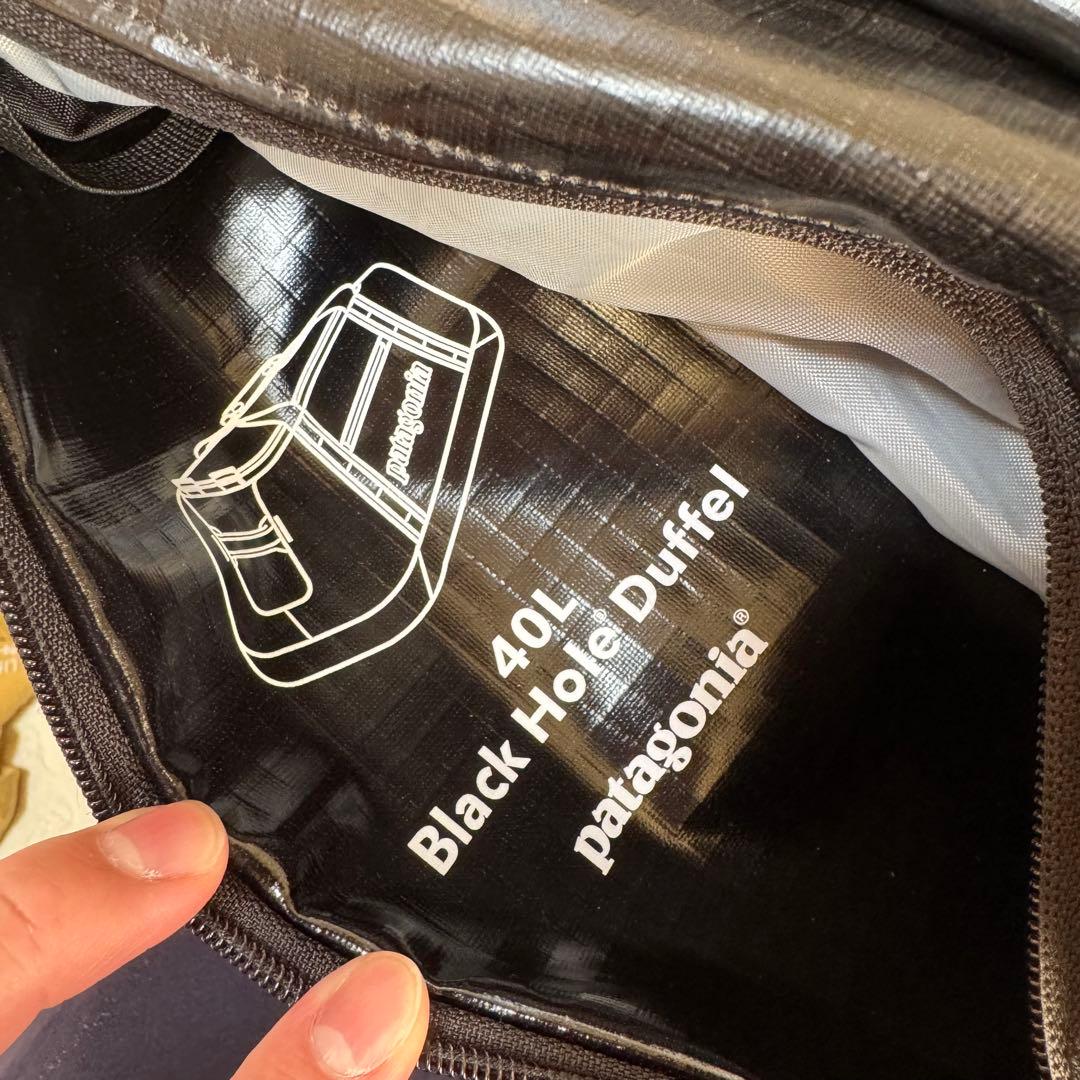 patagonia
40L
Black Hole® Duffel
patagonia®